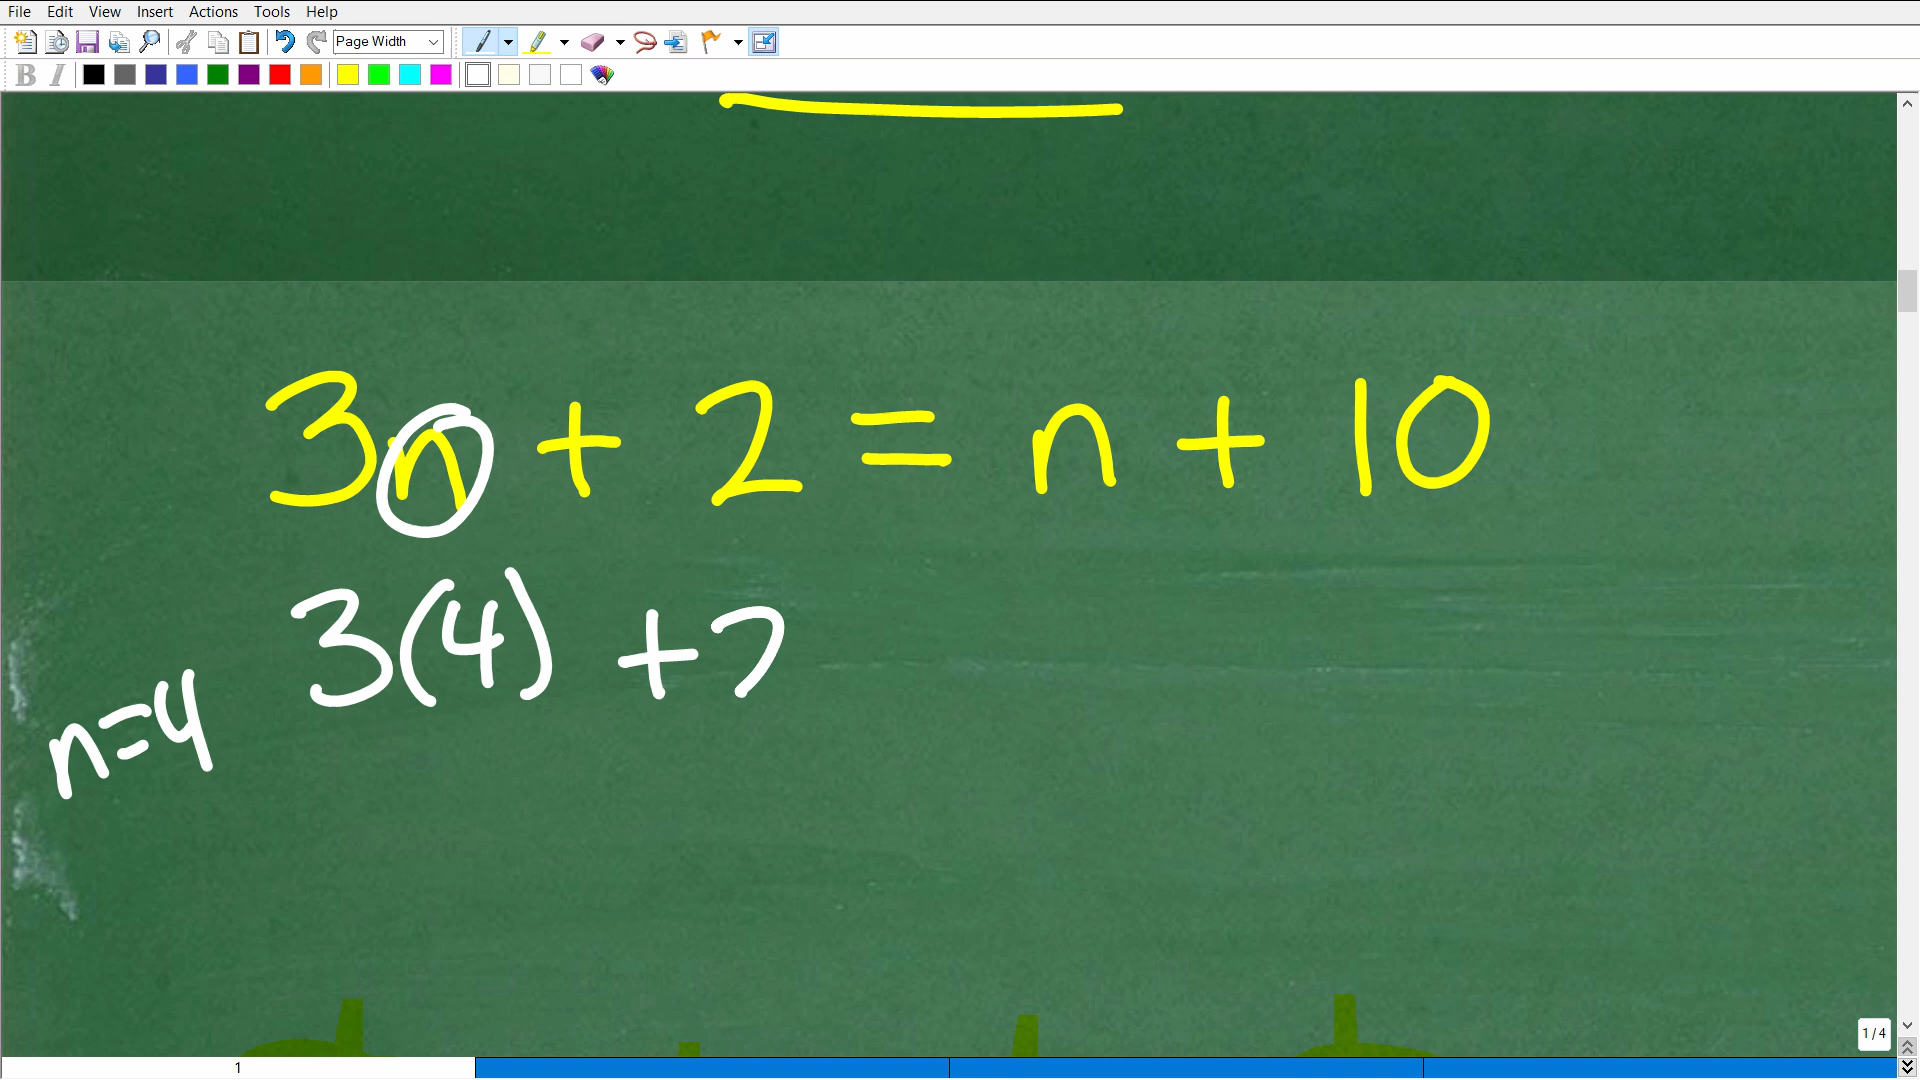 File Edit View Insert Actions Tools Help
Page Width
B I
3n + 2 = n + 10
3(4) + 2
n=4
1 / 4
1